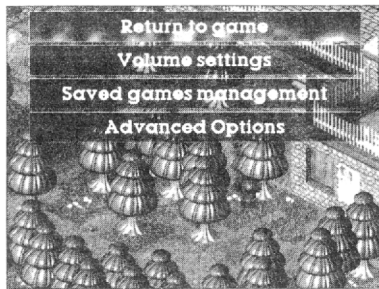 Return to game
Volume settings
Saved games management
Advanced Options